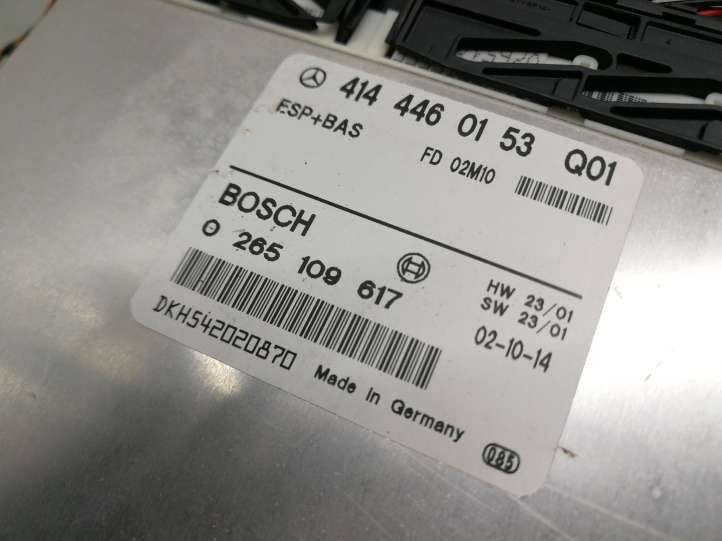 414 446 01 53 Q01
ESP+BAS
FD 02M10
BOSCH
0 265 109 617
HW 23/01
SW 23/01
02-10-14
DKH542020870
Made in Germany
085